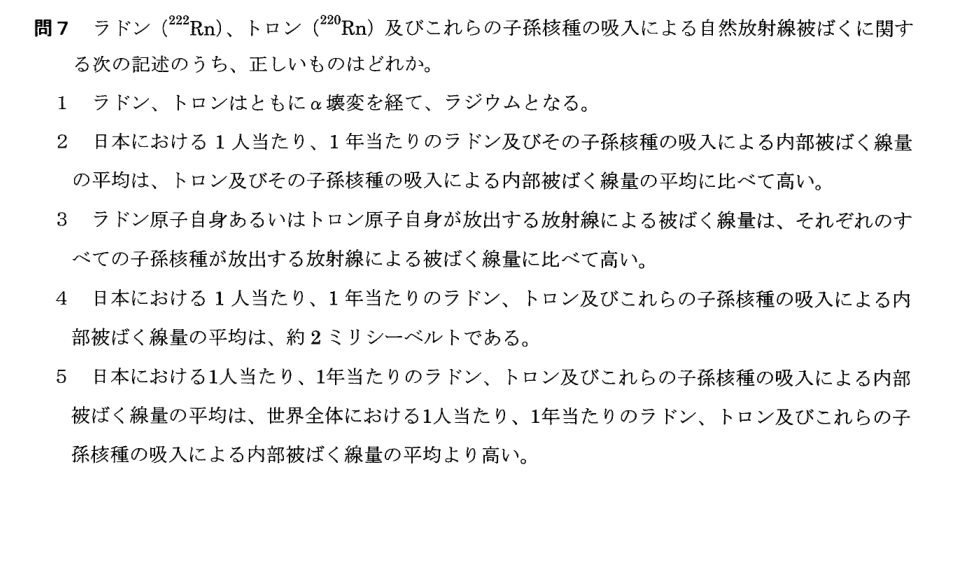 問7 ラドン（²²²Rn）、トロン（²²⁰Rn）及びこれらの子孫核種の吸入による自然放射線被ばくに関す
る次の記述のうち、正しいものはどれか。
1 ラドン、トロンはともにα壊変を経て、ラジウムとなる。
2 日本における1人当たり、1年当たりのラドン及びその子孫核種の吸入による内部被ばく線量
の平均は、トロン及びその子孫核種の吸入による内部被ばく線量の平均に比べて高い。
3 ラドン原子自身あるいはトロン原子自身が放出する放射線による被ばく線量は、それぞれのす
べての子孫核種が放出する放射線による被ばく線量に比べて高い。
4 日本における1人当たり、1年当たりのラドン、トロン及びこれらの子孫核種の吸入による内
部被ばく線量の平均は、約2ミリシーベルトである。
5 日本における1人当たり、1年当たりのラドン、トロン及びこれらの子孫核種の吸入による内部
被ばく線量の平均は、世界全体における1人当たり、1年当たりのラドン、トロン及びこれらの子
孫核種の吸入による内部被ばく線量の平均より高い。